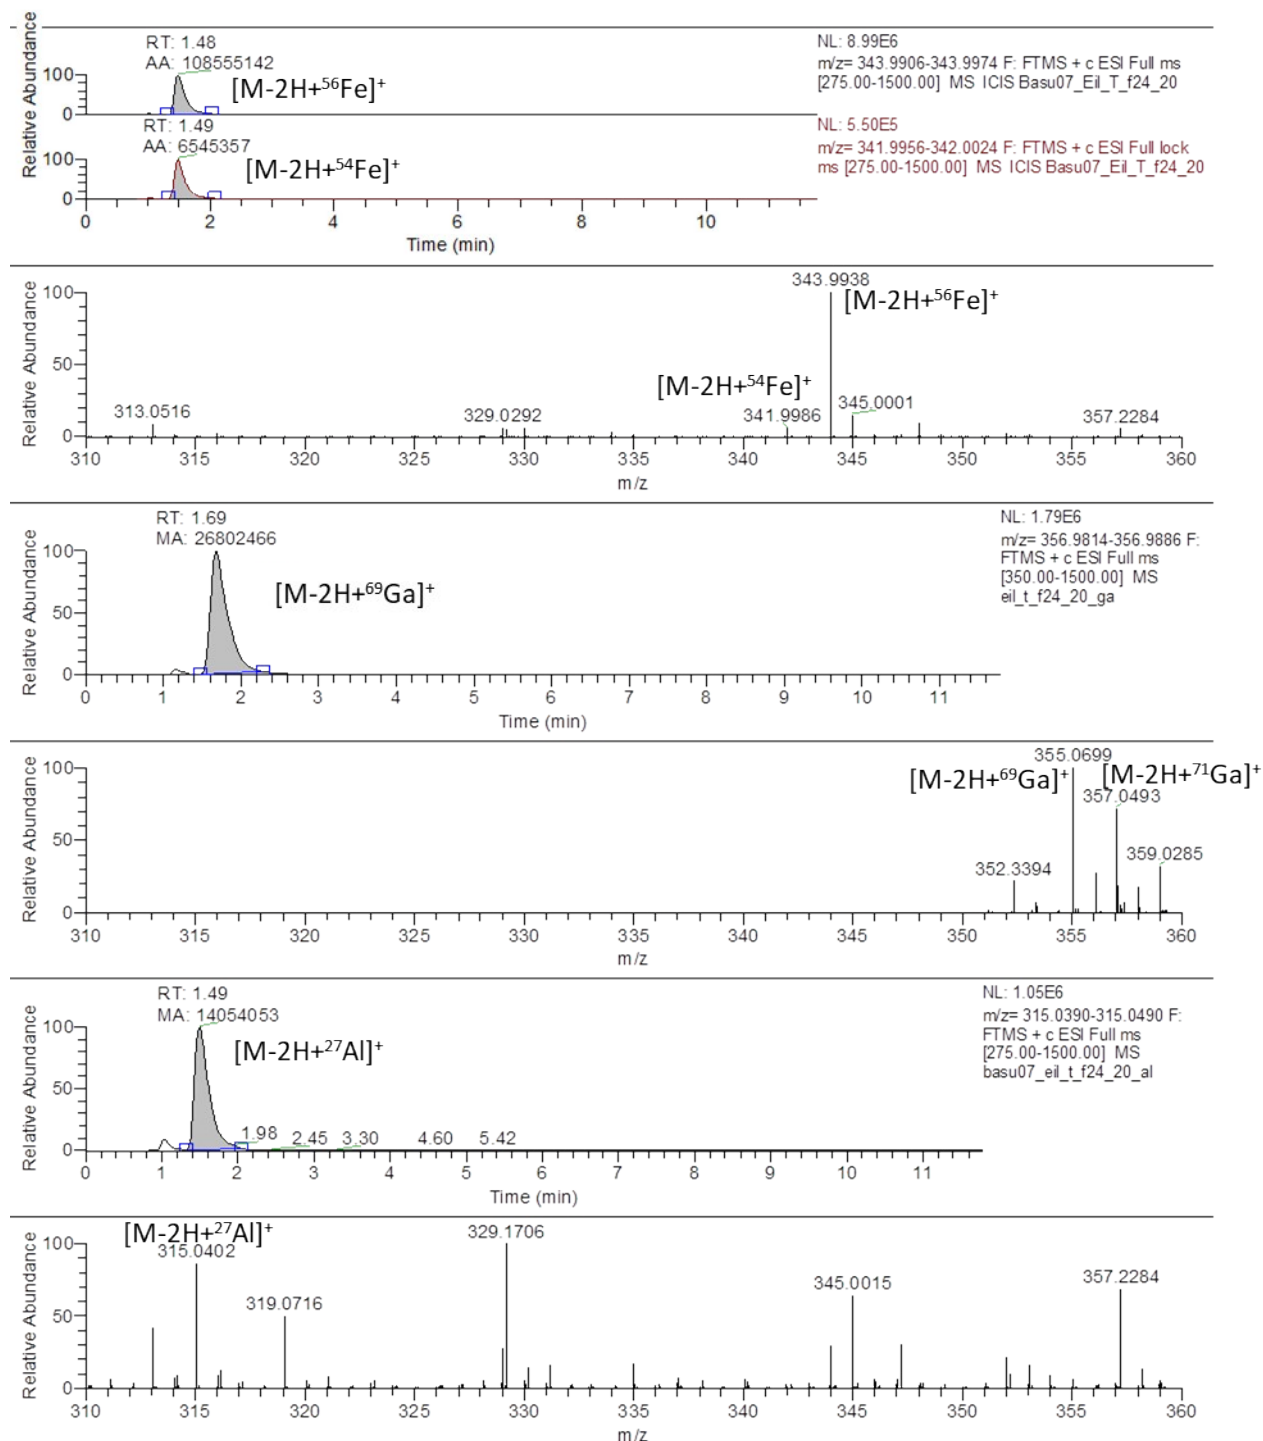 RT: 1.48
AA: 108555142
[M-2H+⁵⁶Fe]⁺
NL: 8.99E6
m/z= 343.9906-343.9974 F: FTMS + c ESI Full ms
[275.00-1500.00] MS ICIS Basu07_Eil_T_f24_20
Relative Abundance
100
0
RT: 1.49
AA: 6545357
[M-2H+⁵⁴Fe]⁺
NL: 5.50E5
m/z= 341.9956-342.0024 F: FTMS + c ESI Full lock
ms [275.00-1500.00] MS ICIS Basu07_Eil_T_f24_20
Relative Abundance
100
0
0 2 4 6 8 10
Time (min)
Relative Abundance
100
50
0
343.9938
[M-2H+⁵⁶Fe]⁺
[M-2H+⁵⁴Fe]⁺
313.0516 329.0292 341.9986 345.0001 357.2284
310 315 320 325 330 335 340 345 350 355 360
m/z
RT: 1.69
MA: 26802466
[M-2H+⁶⁹Ga]⁺
NL: 1.79E6
m/z= 356.9814-356.9886 F:
FTMS + c ESI Full ms
[350.00-1500.00] MS
eil_t_f24_20_ga
Relative Abundance
100
50
0
0 1 2 3 4 5 6 7 8 9 10 11
Time (min)
Relative Abundance
100
50
0
355.0699
[M-2H+⁶⁹Ga]⁺ [M-2H+⁷¹Ga]⁺
357.0493
352.3394 359.0285
310 315 320 325 330 335 340 345 350 355 360
m/z
RT: 1.49
MA: 14054053
[M-2H+²⁷Al]⁺
NL: 1.05E6
m/z= 315.0390-315.0490 F:
FTMS + c ESI Full ms
[275.00-1500.00] MS
basu07_eil_t_f24_20_al
Relative Abundance
100
50
0
1.98 2.45 3.30 4.60 5.42
0 1 2 3 4 5 6 7 8 9 10 11
Time (min)
Relative Abundance
100
50
0
[M-2H+²⁷Al]⁺
315.0402 329.1706
319.0716 345.0015 357.2284
310 315 320 325 330 335 340 345 350 355 360
m/z